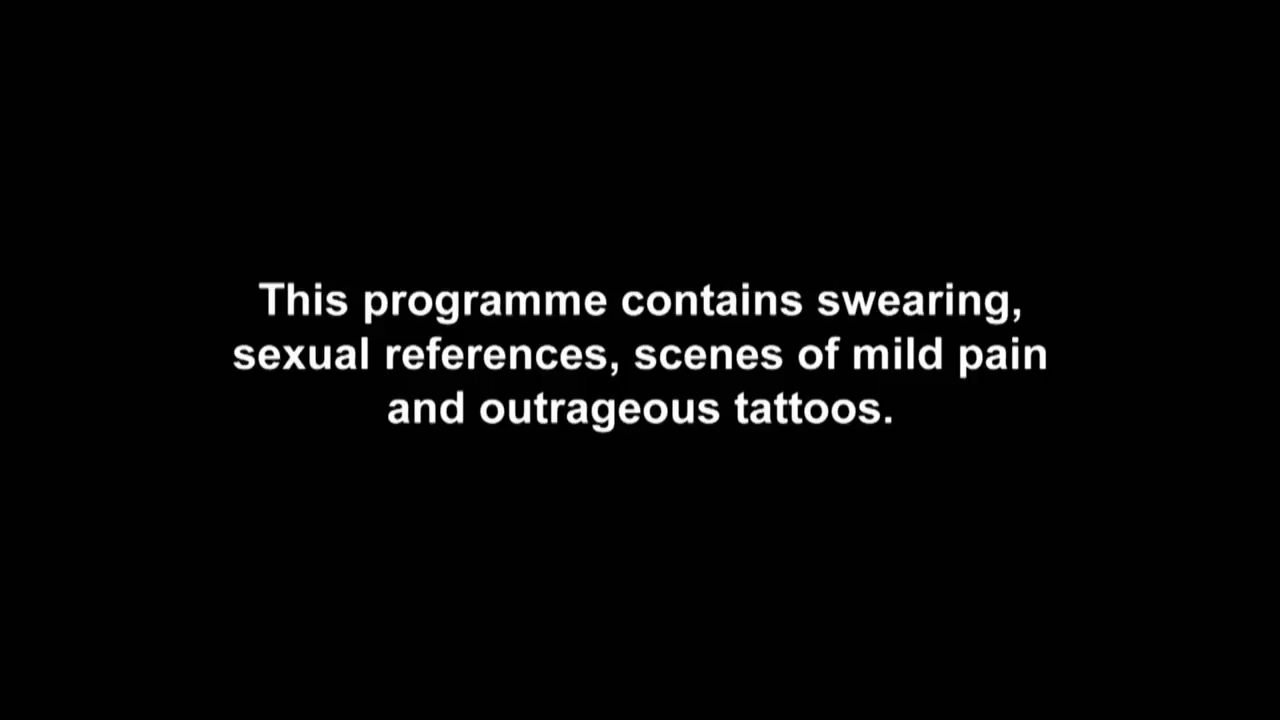 This programme contains swearing,
sexual references, scenes of mild pain
and outrageous tattoos.